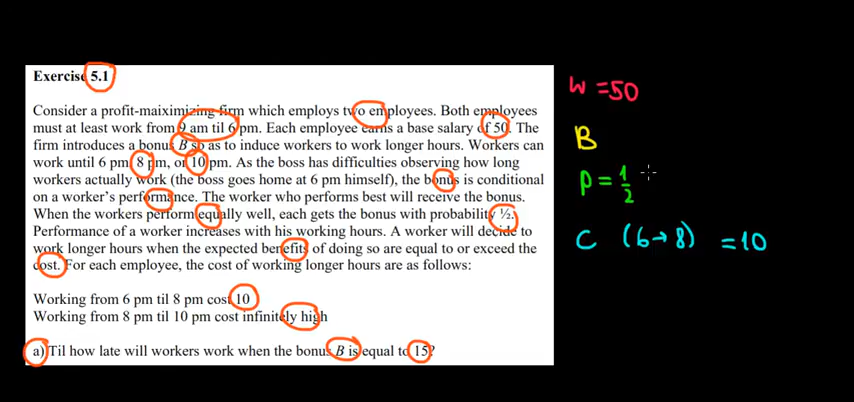 Exercise 5.1
Consider a profit-maiximizing firm which employs two employees. Both employees
must at least work from 9 am til 6 pm. Each employee earns a base salary of 50. The
firm introduces a bonus B so as to induce workers to work longer hours. Workers can
work until 6 pm, 8 pm, or 10 pm. As the boss has difficulties observing how long
workers actually work (the boss goes home at 6 pm himself), the bonus is conditional
on a worker's performance. The worker who performs best will receive the bonus.
When the workers perform equally well, each gets the bonus with probability ½.
Performance of a worker increases with his working hours. A worker will decide to
work longer hours when the expected benefits of doing so are equal to or exceed the
cost. For each employee, the cost of working longer hours are as follows:
Working from 6 pm til 8 pm cost 10
Working from 8 pm til 10 pm cost infinitely high
a) Til how late will workers work when the bonus B is equal to 15?
W = 50
B
P = 1/2
C (6→8) = 10